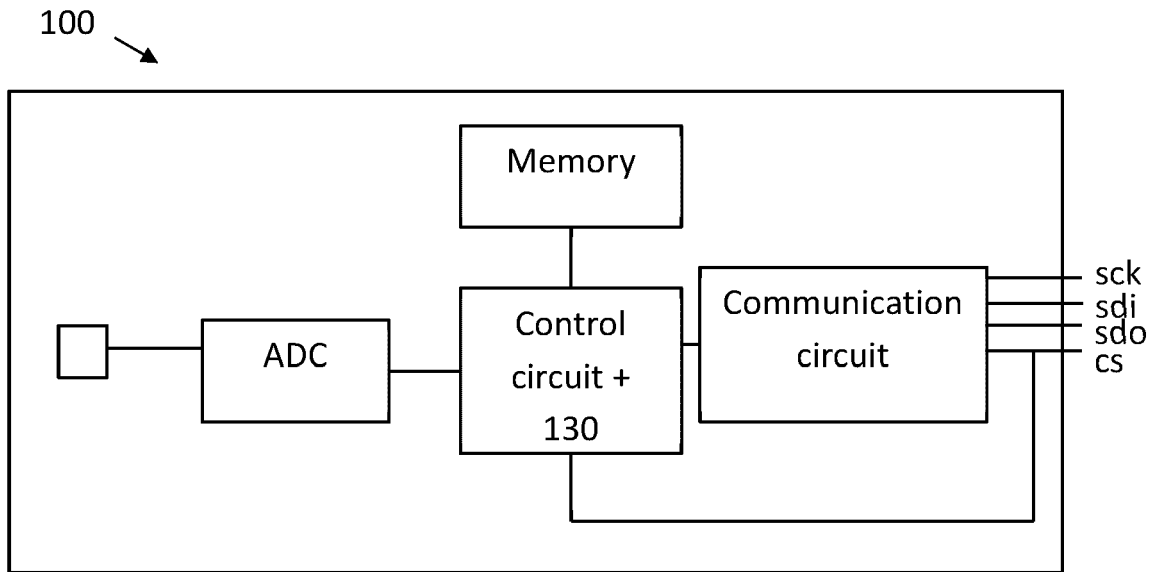 100
Memory
sck
Communication
circuit
sdi
sdo
cs
Control
circuit +
130
ADC